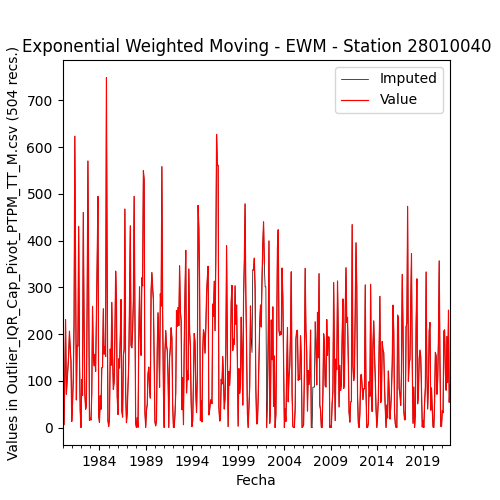 Exponential Weighted Moving - EWM - Station 28010040
Imputed
Value
Values in Outlier_IQR_Cap_Pivot_PTPM_TT_M.csv (504 recs.)
700
600
500
400
300
200
100
0
1984 1989 1994 1999 2004 2009 2014 2019
Fecha